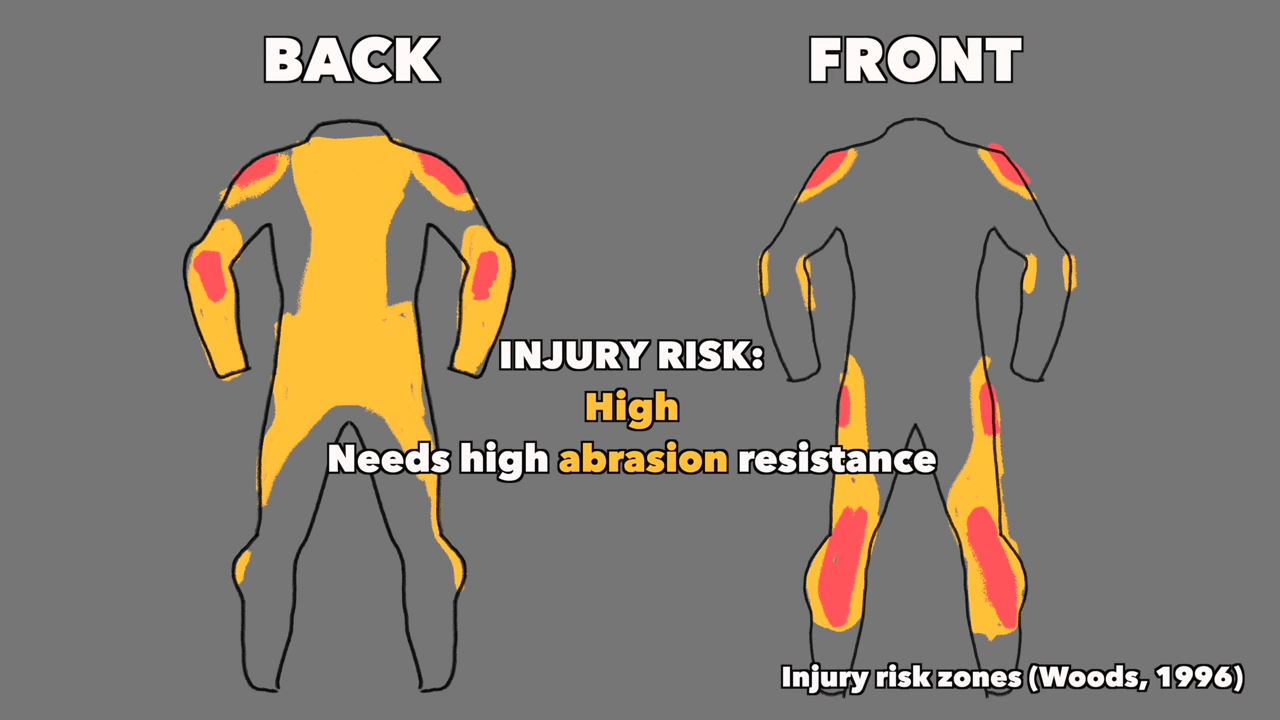 BACK
FRONT
INJURY RISK:
High
Needs high abrasion resistance
Injury risk zones (Woods, 1996)